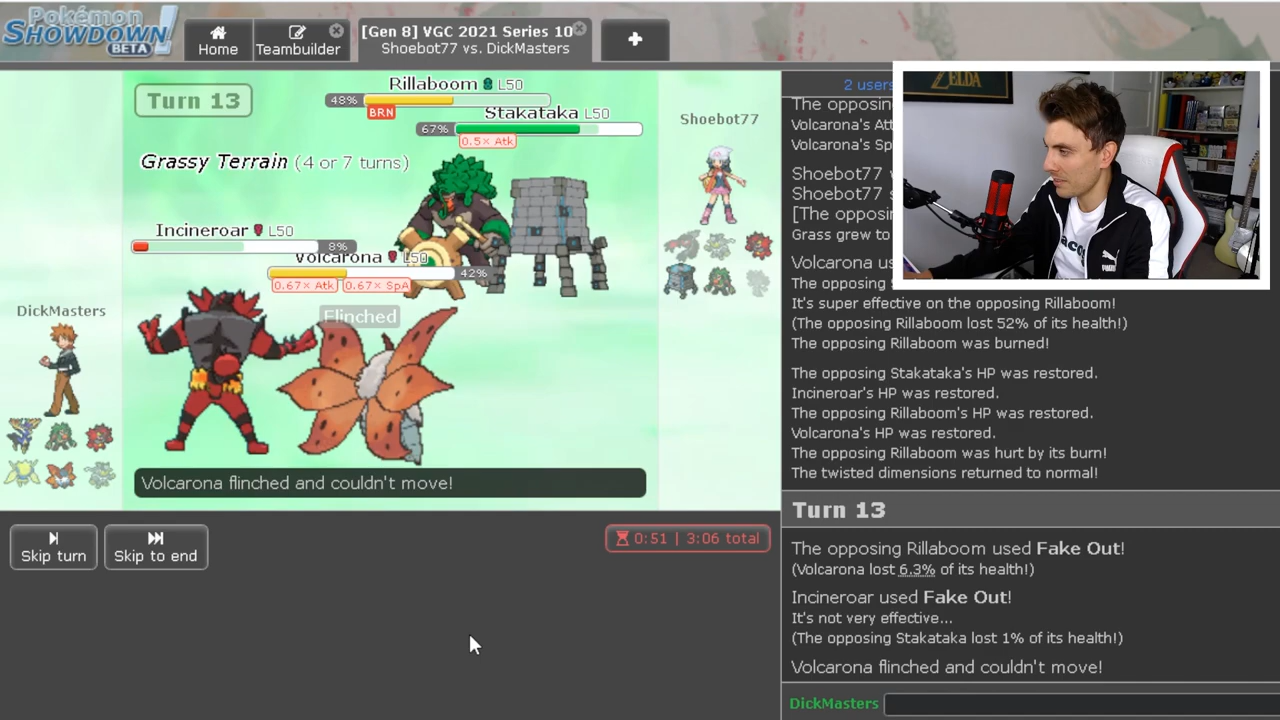 Pokémon
SHOWDOWN!
BETA
Home
Teambuilder
[Gen 8] VGC 2021 Series 10
Shoebot77 vs. DickMasters
Turn 13
Rillaboom L50
48%
BRN
Stakataka L50
67%
0.5× Atk
Grassy Terrain (4 or 7 turns)
Incineroar L50
8%
Volcarona L50
42%
0.67× Atk 0.67× SpA
Flinched
DickMasters
Shoebot77
Volcarona flinched and couldn't move!
Skip turn
Skip to end
0:51 | 3:06 total
2 users
The opposing
Volcarona's
Volcarona's
Shoebot77
Shoebot77
[The
Grass grew to
Volcarona
The opposing
It's super effective on the opposing Rillaboom!
(The opposing Rillaboom lost 52% of its health!)
The opposing Rillaboom was burned!
The opposing Stakataka's HP was restored.
Incineroar's HP was restored.
The opposing Rillaboom's HP was restored.
Volcarona's HP was restored.
The opposing Rillaboom was hurt by its burn!
The twisted dimensions returned to normal!
Turn 13
The opposing Rillaboom used Fake Out!
(Volcarona lost 6.3% of its health!)
Incineroar used Fake Out!
It's not very effective...
(The opposing Stakataka lost 1% of its health!)
Volcarona flinched and couldn't move!
DickMasters
ZELDA